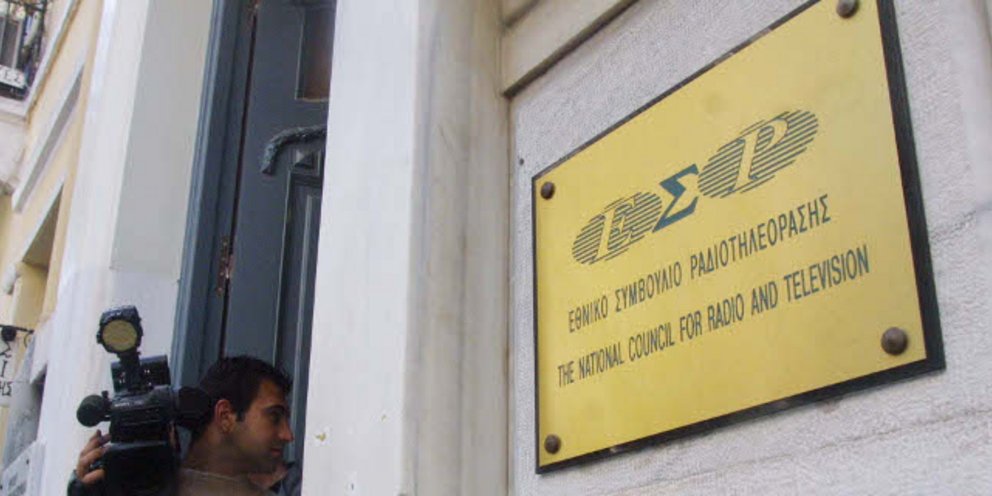 ΕΣΡ
ΕΘΝΙΚΟ ΣΥΜΒΟΥΛΙΟ ΡΑΔΙΟΤΗΛΕΟΡΑΣΗΣ
THE NATIONAL COUNCIL FOR RADIO AND TELEVISION